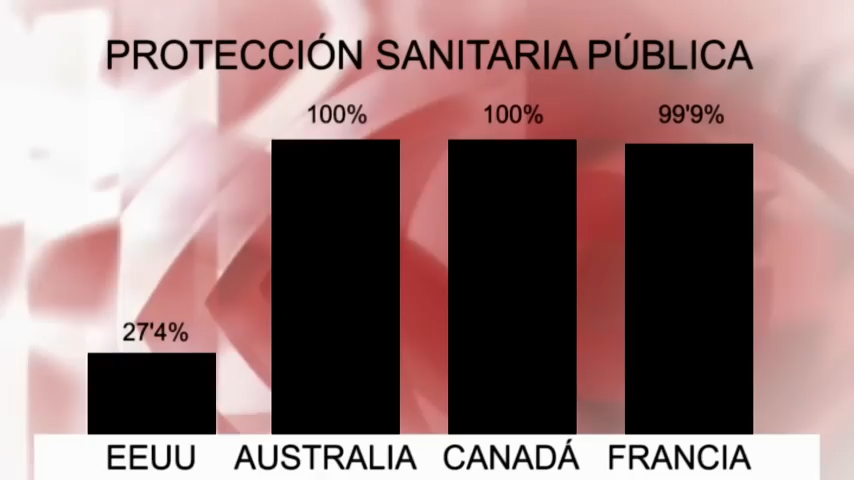 PROTECCIÓN SANITARIA PÚBLICA
100% 100% 99'9%
27'4%
EEUU AUSTRALIA CANADÁ FRANCIA